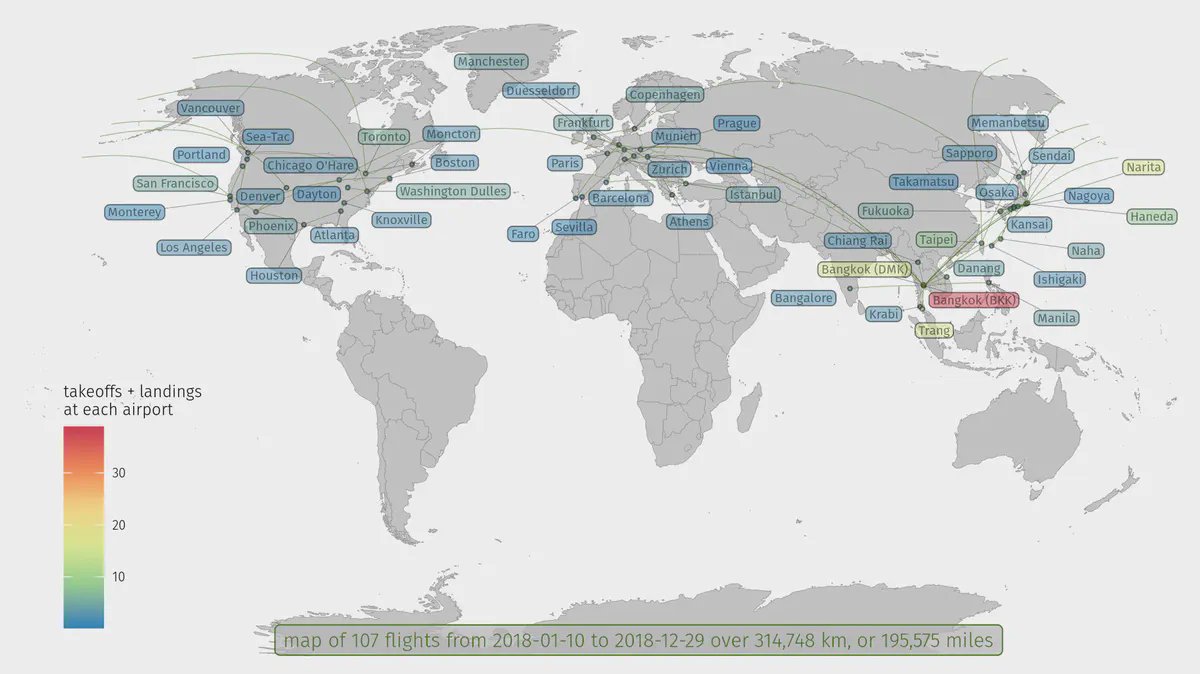 Manchester
Duesseldorf
Copenhagen
Vancouver
Frankfurt
Prague
Memanbetsu
Sea-Tac
Toronto
Moncton
Munich
Portland
Chicago O'Hare
Boston
Paris
Zurich
Vienna
Sapporo
Sendai
Narita
San Francisco
Denver
Dayton
Washington Dulles
Barcelona
Istanbul
Takamatsu
Osaka
Nagoya
Monterey
Phoenix
Atlanta
Knoxville
Faro
Sevilla
Athens
Fukuoka
Kansai
Haneda
Los Angeles
Chiang Rai
Taipei
Naha
Houston
Bangkok (DMK)
Danang
Ishigaki
Bangalore
Krabi
Bangkok (BKK)
Manila
Trang
takeoffs + landings
at each airport
30
20
10
map of 107 flights from 2018-01-10 to 2018-12-29 over 314,748 km, or 195,575 miles